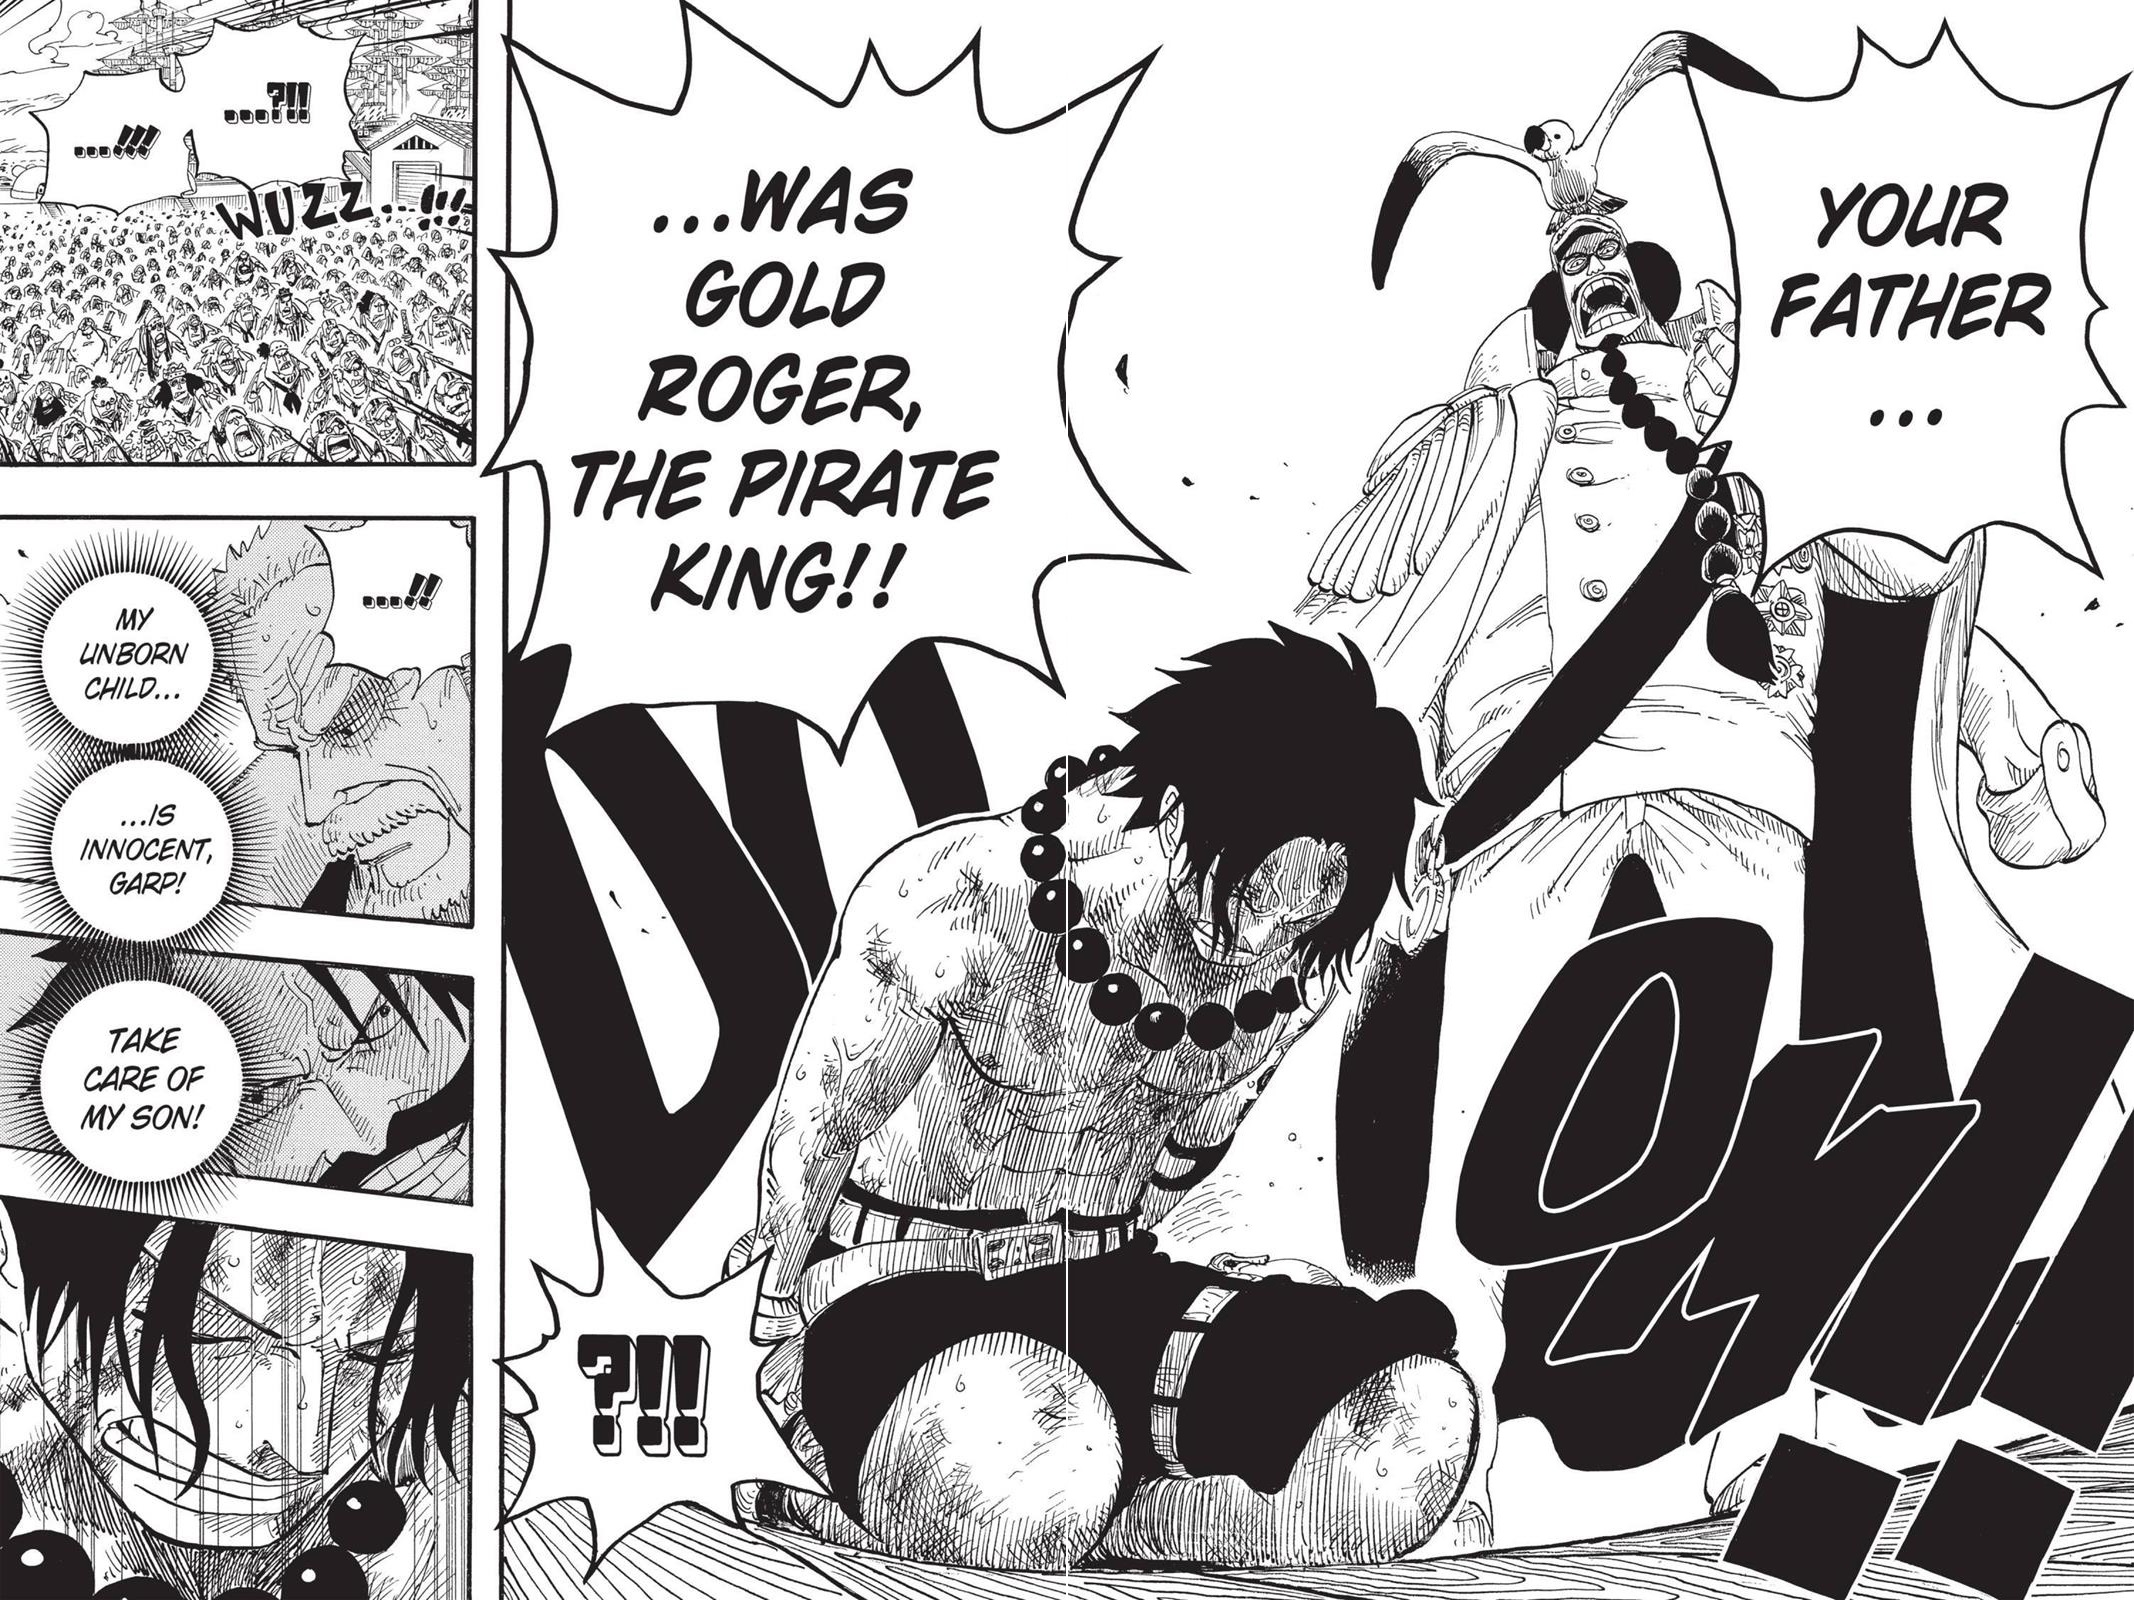 YOUR
FATHER
...
...WAS
GOLD
ROGER,
THE PIRATE
KING!!
DOOM!!
?!!
...?!!
...!!!
WUZZ...!!!
...!!
MY
UNBORN
CHILD...
...IS
INNOCENT,
GARP!
TAKE
CARE OF
MY SON!